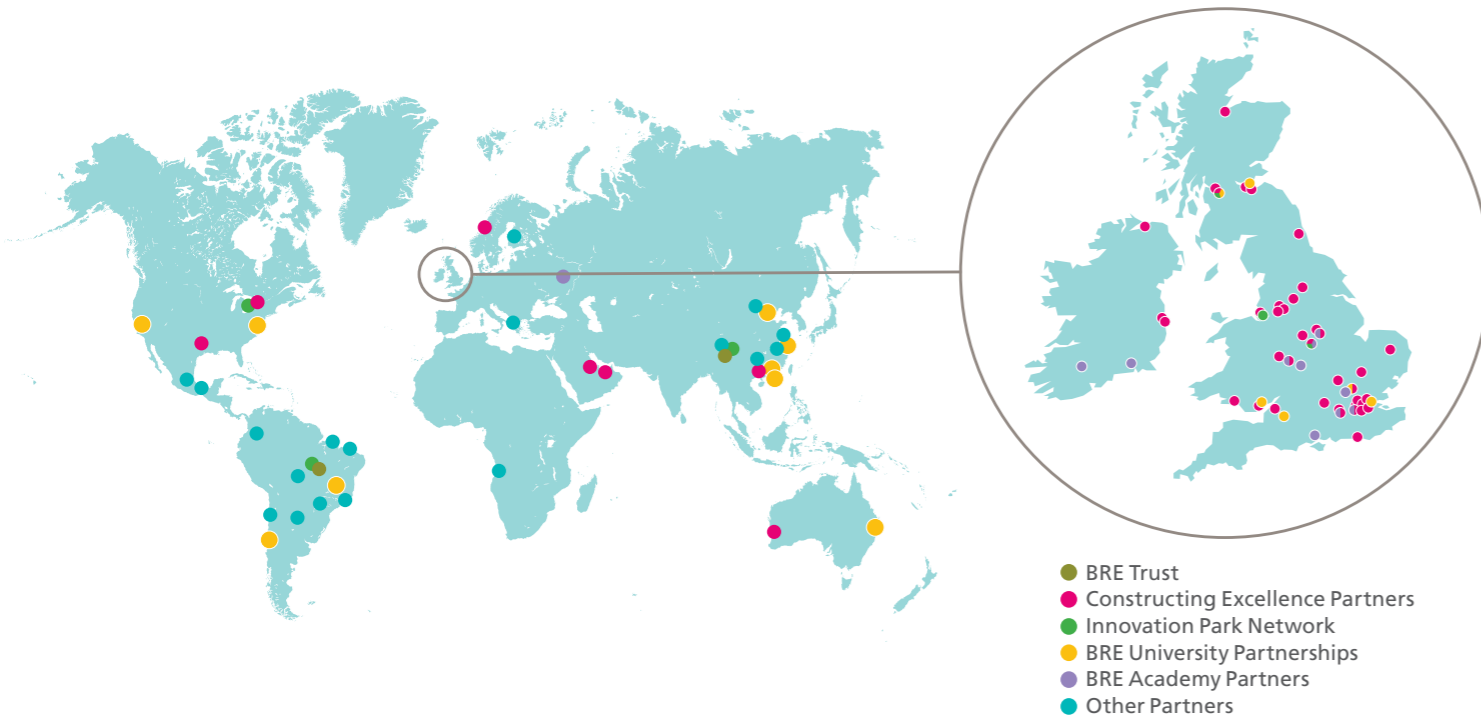 BRE Trust
Constructing Excellence Partners
Innovation Park Network
BRE University Partnerships
BRE Academy Partners
Other Partners